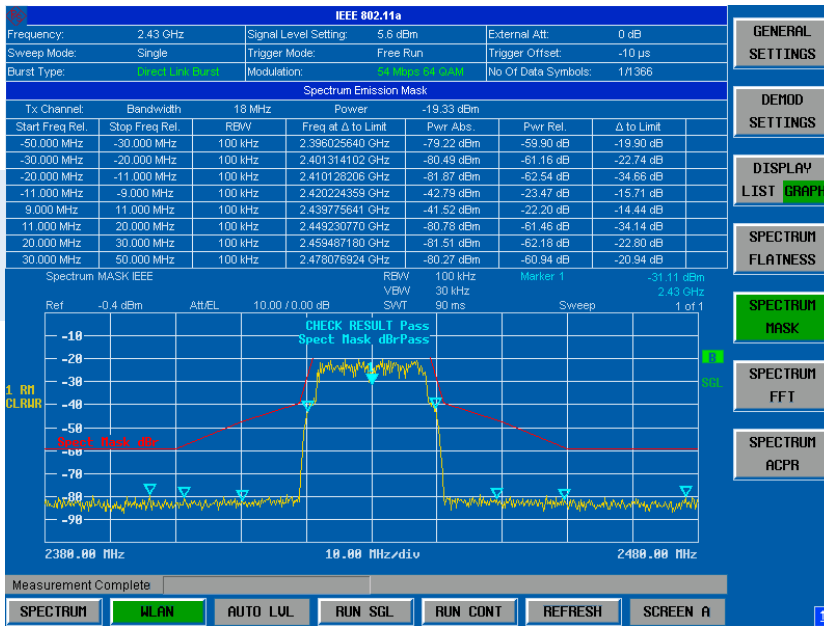 IEEE 802.11a
Frequency: 2.43 GHz Signal Level Setting: 5.6 dBm External Att: 0 dB
Sweep Mode: Single Trigger Mode: Free Run Trigger Offset: -10 µs
Burst Type: Direct Link Burst Modulation: 54 Mbps 64 QAM No Of Data Symbols: 1/1366
Spectrum Emission Mask
Tx Channel: Bandwidth 18 MHz Power -19.33 dBm
Start Freq Rel. Stop Freq Rel. RBW Freq at Δ to Limit Pwr Abs. Pwr Rel. Δ to Limit
-50.000 MHz -30.000 MHz 100 kHz 2.396025640 GHz -79.22 dBm -59.90 dB -19.90 dB
-30.000 MHz -20.000 MHz 100 kHz 2.401314102 GHz -80.49 dBm -61.16 dB -22.74 dB
-20.000 MHz -11.000 MHz 100 kHz 2.410128206 GHz -81.87 dBm -62.54 dB -34.66 dB
-11.000 MHz -9.000 MHz 100 kHz 2.420224359 GHz -42.79 dBm -23.47 dB -15.71 dB
9.000 MHz 11.000 MHz 100 kHz 2.439775641 GHz -41.52 dBm -22.20 dB -14.44 dB
11.000 MHz 20.000 MHz 100 kHz 2.449230770 GHz -80.78 dBm -61.46 dB -34.14 dB
20.000 MHz 30.000 MHz 100 kHz 2.459487180 GHz -81.51 dBm -62.18 dB -22.80 dB
30.000 MHz 50.000 MHz 100 kHz 2.478076924 GHz -80.27 dBm -60.94 dB -20.94 dB
Spectrum MASK IEEE RBW 100 kHz Marker 1 -31.11 dBm
VBW 30 kHz 2.43 GHz
Ref -0.4 dBm Att/EL 10.00 / 0.00 dB SWT 90 ms Sweep 1 of 1
CHECK RESULT Pass
Spect Mask dBrPass
-10
-20
B
-30
SGL
1 RM
CLRWR
-40
-50
Spect Mask dBr
-60
-70
-80
-90
2380.00 MHz 10.00 MHz/div 2480.00 MHz
Measurement Complete
SPECTRUM WLAN AUTO LVL RUN SGL RUN CONT REFRESH SCREEN A
GENERAL
SETTINGS
DEMOD
SETTINGS
DISPLAY
LIST GRAPH
SPECTRUM
FLATNESS
SPECTRUM
MASK
SPECTRUM
FFT
SPECTRUM
ACPR
1